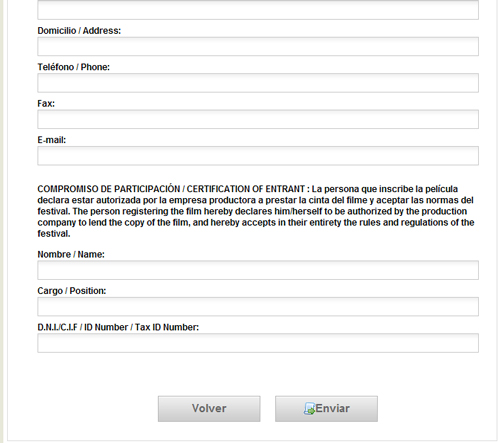 Domicilio / Address:
Teléfono / Phone:
Fax:
E-mail:
COMPROMISO DE PARTICIPACIÒN / CERTIFICATION OF ENTRANT : La persona que inscribe la película
declara estar autorizada por la empresa productora a prestar la cinta del filme y aceptar las normas del
festival. The person registering the film hereby declares him/herself to be authorized by the production
company to lend the copy of the film, and hereby accepts in their entirety the rules and regulations of the
festival.
Nombre / Name:
Cargo / Position:
D.N.I./C.I.F / ID Number / Tax ID Number:
Volver
Enviar